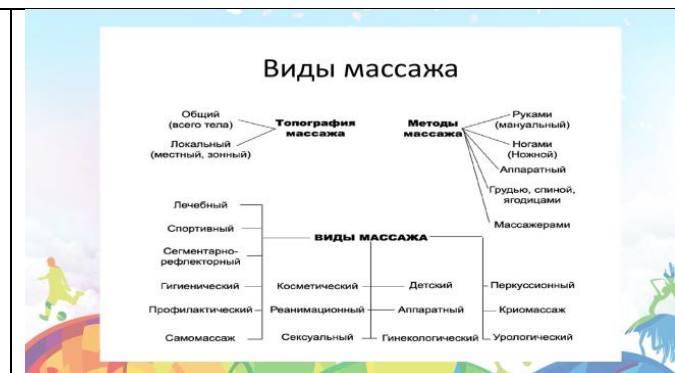 Виды массажа
Общий
(всего тела)
Локальный
(местный, зонный)
Топография
массажа
Методы
массажа
Руками
(мануальный)
Ногами
(Ножной)
Аппаратный
Грудью, спиной,
ягодицами
Массажерами
ВИДЫ МАССАЖА
Лечебный
Спортивный
Сегментарно-
рефлекторный
Гигиенический
Профилактический
Самомассаж
Косметический
Реанимационный
Сексуальный
Детский
Аппаратный
Гинекологический
Перкуссионный
Криомассаж
Урологический